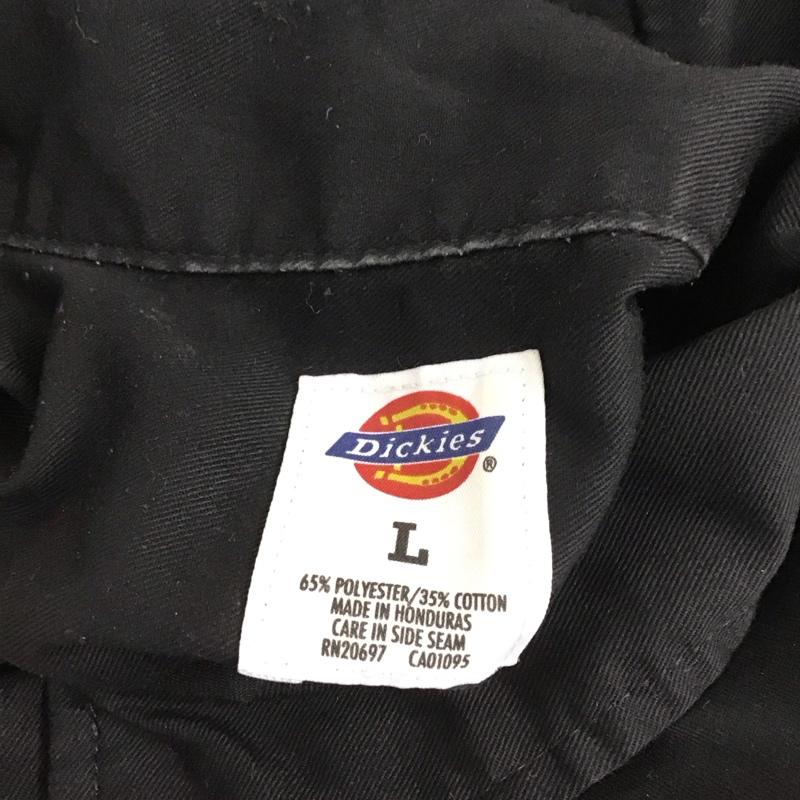 Dickies®
L
65% POLYESTER/35% COTTON
MADE IN HONDURAS
CARE IN SIDE SEAM
RN20697 CA01095